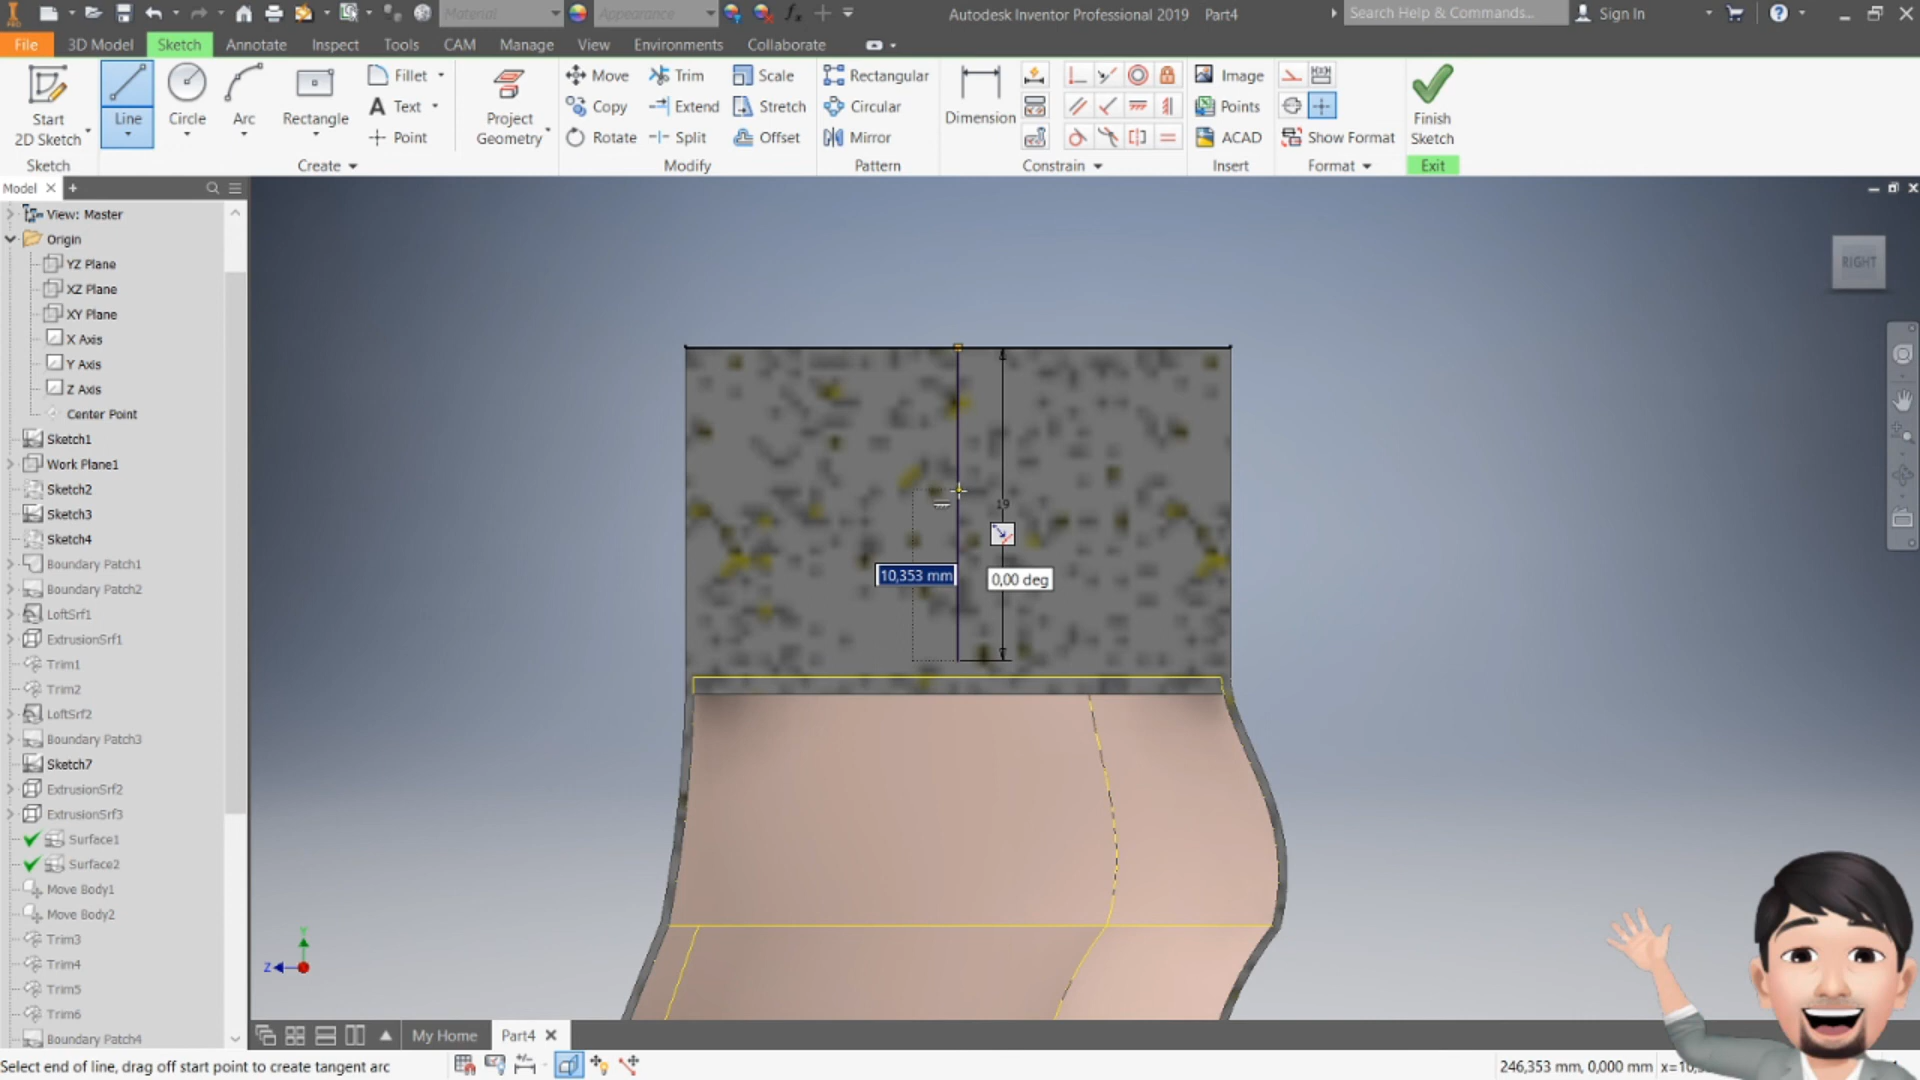 Material
Appearance
Autodesk Inventor Professional 2019 Part4
Search Help & Commands...
Sign In
File
3D Model
Sketch
Annotate
Inspect
Tools
CAM
Manage
View
Environments
Collaborate
Start
2D Sketch
Line
Circle
Arc
Rectangle
Fillet
Text
Point
Project
Geometry
Move
Copy
Rotate
Trim
Extend
Split
Scale
Stretch
Offset
Rectangular
Circular
Mirror
Dimension
Image
Points
ACAD
Show Format
Finish
Sketch
Sketch
Create
Modify
Pattern
Constrain
Insert
Format
Exit
Model
View: Master
Origin
YZ Plane
XZ Plane
XY Plane
X Axis
Y Axis
Z Axis
Center Point
Sketch1
Work Plane1
Sketch2
Sketch3
Sketch4
Boundary Patch1
Boundary Patch2
LoftSrf1
ExtrusionSrf1
Trim1
Trim2
LoftSrf2
Boundary Patch3
Sketch7
ExtrusionSrf2
ExtrusionSrf3
Surface1
Surface2
Move Body1
Move Body2
Trim3
Trim4
Trim5
Trim6
Boundary Patch4
RIGHT
19
10,353 mm
0,00 deg
Y
Z
My Home
Part4
Select end of line, drag off start point to create tangent arc
246,353 mm, 0,000 mm